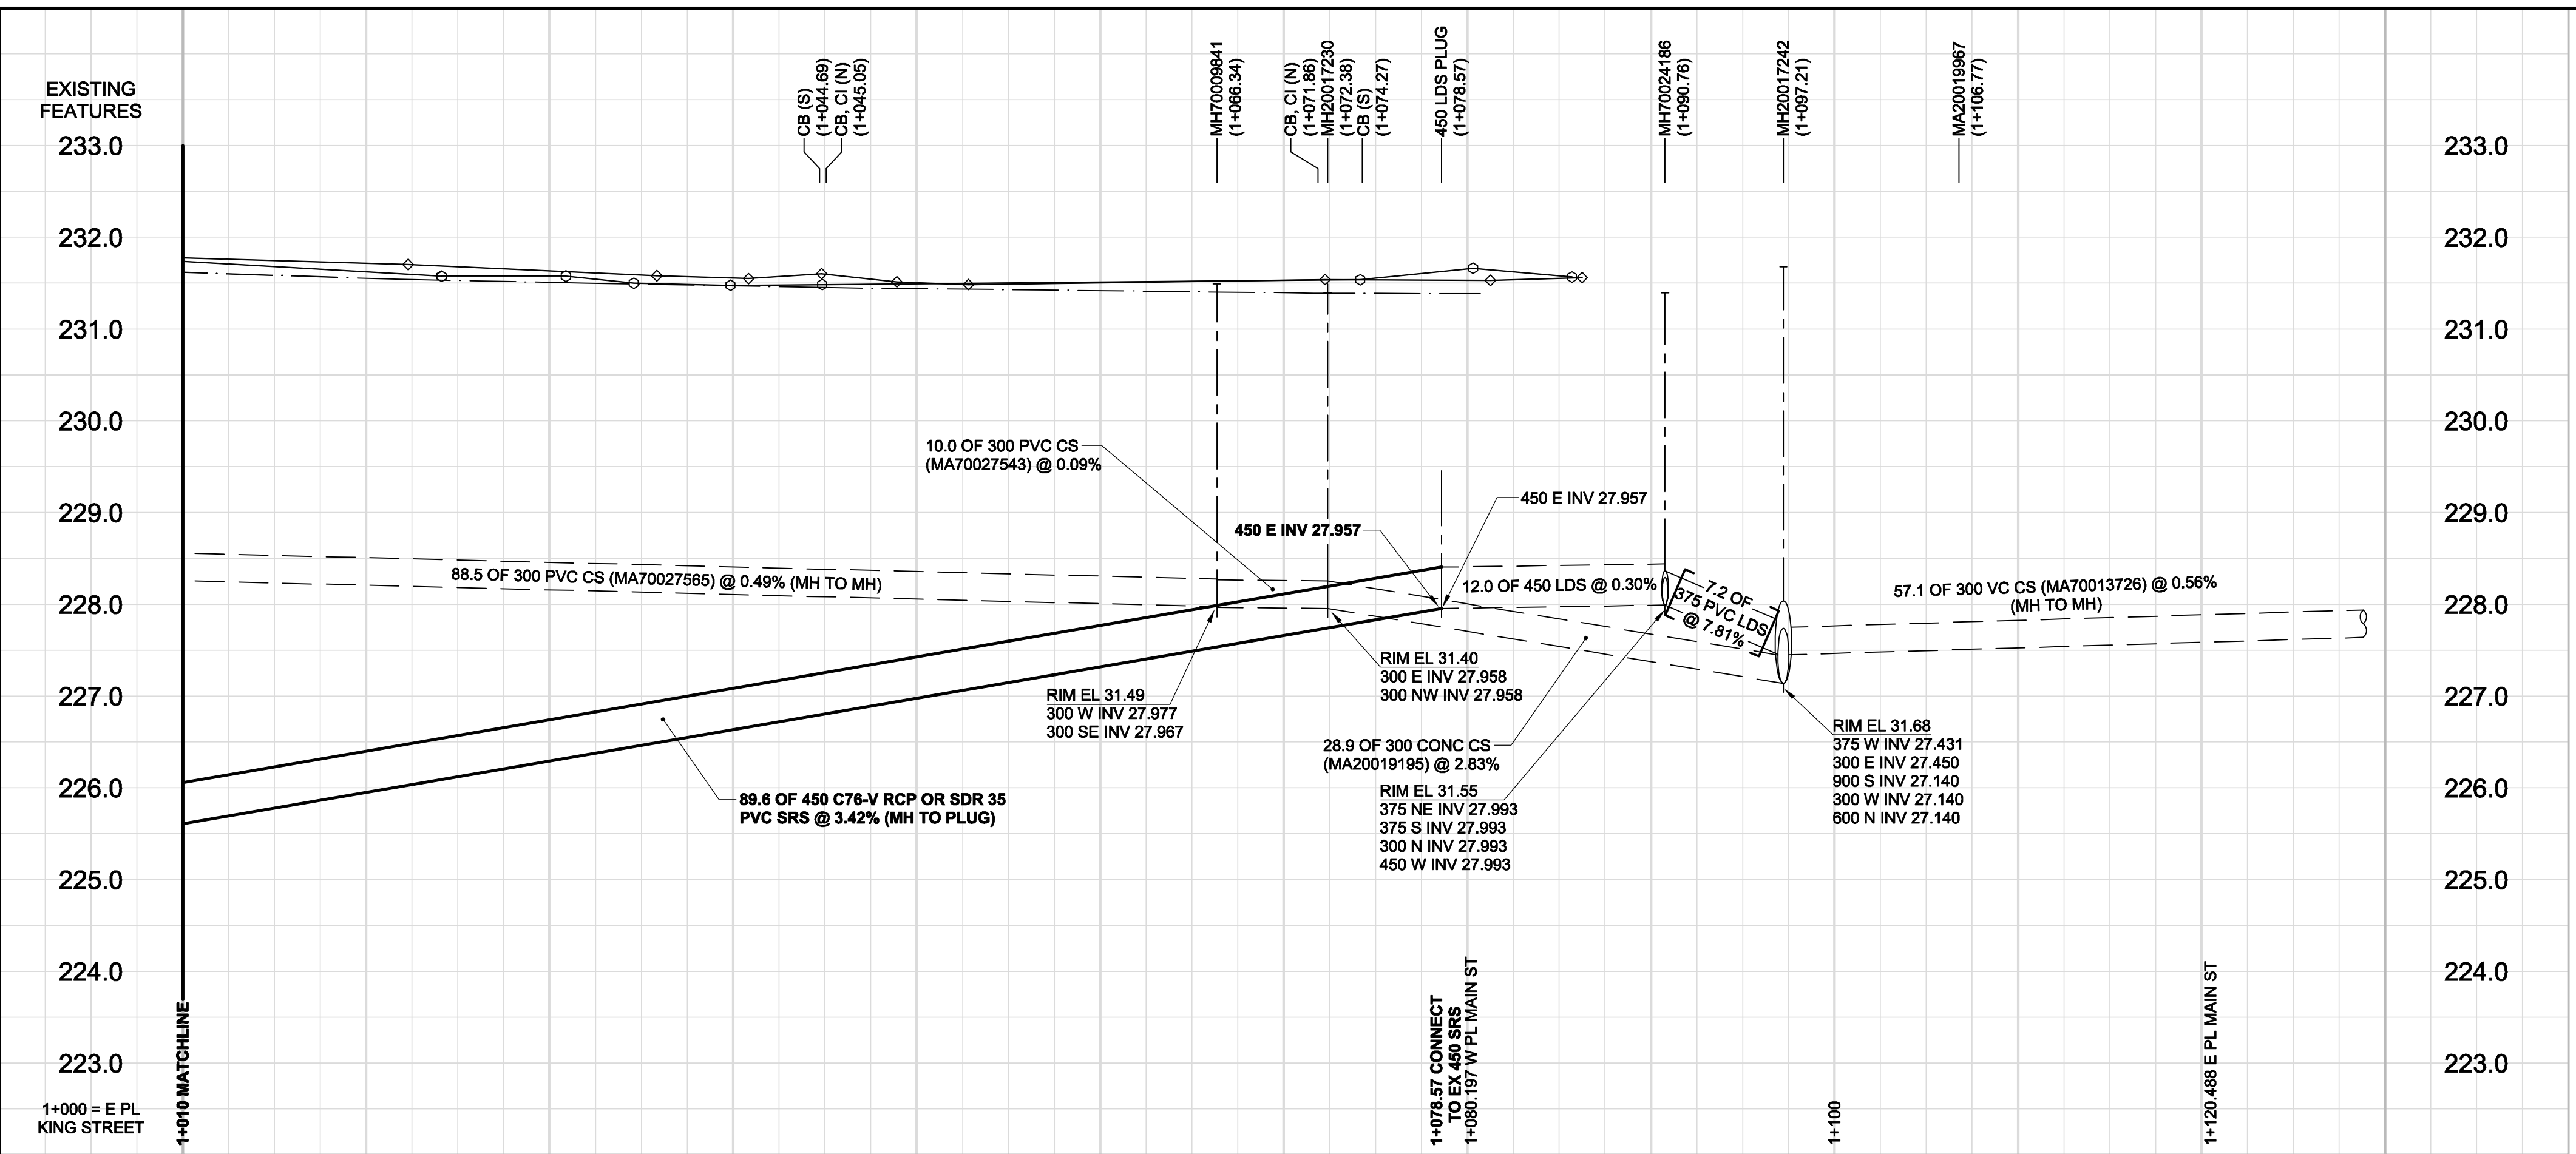 EXISTING
FEATURES
CB (S)
(1+044.69)
CB, CI (N)
(1+045.05)
MH70009841
(1+066.34)
CB, CI (N)
(1+071.86)
MH20017230
(1+072.38)
CB (S)
(1+074.27)
450 LDS PLUG
(1+078.57)
MH70024186
(1+090.76)
MH20017242
(1+097.21)
MA20019967
(1+106.77)
233.0
233.0
232.0
232.0
231.0
231.0
230.0
230.0
229.0
229.0
228.0
228.0
227.0
227.0
226.0
226.0
225.0
225.0
224.0
224.0
223.0
223.0
10.0 OF 300 PVC CS
(MA70027543) @ 0.09%
450 E INV 27.957
450 E INV 27.957
88.5 OF 300 PVC CS (MA70027565) @ 0.49% (MH TO MH)
12.0 OF 450 LDS @ 0.30%
7.2 OF
375 PVC LDS
@ 7.81%
57.1 OF 300 VC CS (MA70013726) @ 0.56%
(MH TO MH)
RIM EL 31.49
300 W INV 27.977
300 SE INV 27.967
RIM EL 31.40
300 E INV 27.958
300 NW INV 27.958
28.9 OF 300 CONC CS
(MA20019195) @ 2.83%
RIM EL 31.55
375 NE INV 27.993
375 S INV 27.993
300 N INV 27.993
450 W INV 27.993
RIM EL 31.68
375 W INV 27.431
300 E INV 27.450
900 S INV 27.140
300 W INV 27.140
600 N INV 27.140
89.6 OF 450 C76-V RCP OR SDR 35
PVC SRS @ 3.42% (MH TO PLUG)
1+000 = E PL
KING STREET
1+010 MATCHLINE
1+078.57 CONNECT
TO EX 450 SRS
1+080.197 W PL MAIN ST
1+100
1+120.488 E PL MAIN ST